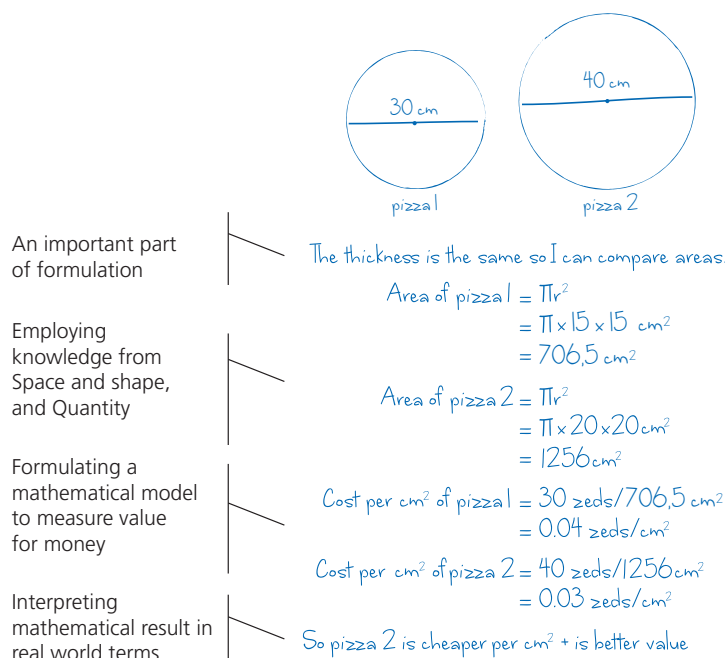 30 cm
40 cm
pizza 1
pizza 2
An important part
of formulation
The thickness is the same so I can compare areas.
Area of pizza 1 = πr²
= π × 15 × 15 cm²
= 706,5 cm²
Employing
knowledge from
Space and shape,
and Quantity
Area of pizza 2 = πr²
= π × 20 × 20 cm²
= 1256 cm²
Formulating a
mathematical model
to measure value
for money
Cost per cm² of pizza 1 = 30 zeds/706,5 cm²
= 0.04 zeds/cm²
Cost per cm² of pizza 2 = 40 zeds/1256 cm²
= 0.03 zeds/cm²
Interpreting
mathematical result in
real world terms
So pizza 2 is cheaper per cm² + is better value